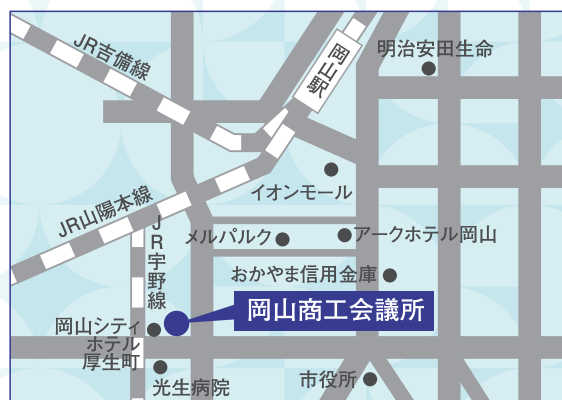 JR吉備線
岡山駅
明治安田生命
イオンモール
JR山陽本線
JR宇野線
メルパルク
アークホテル岡山
おかやま信用金庫
岡山商工会議所
岡山シティ
ホテル
厚生町
光生病院
市役所